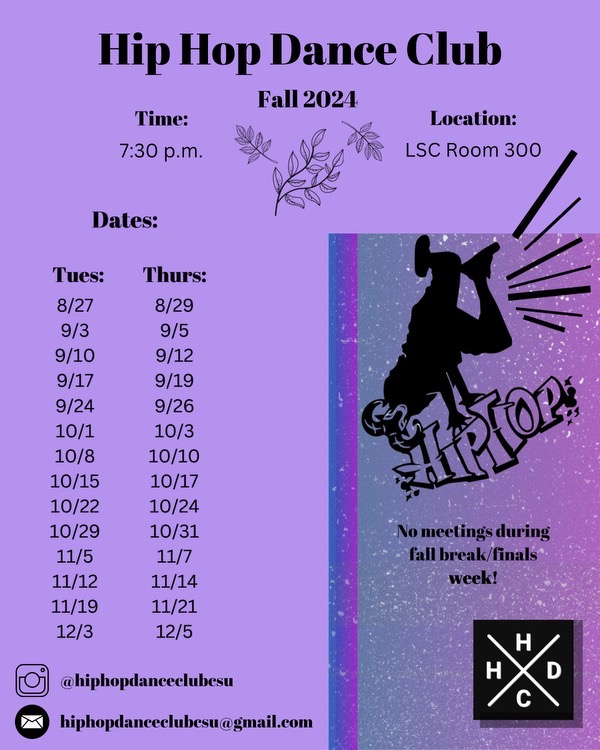 Hip Hop Dance Club
Fall 2024
Time:
7:30 p.m.
Location:
LSC Room 300
Dates:
Tues: Thurs:
8/27 8/29
9/3 9/5
9/10 9/12
9/17 9/19
9/24 9/26
10/1 10/3
10/8 10/10
10/15 10/17
10/22 10/24
10/29 10/31
11/5 11/7
11/12 11/14
11/19 11/21
12/3 12/5
HIP HOP
No meetings during
fall break/finals
week!
H
H D
C
@hiphopdanceclubcsu
hiphopdanceclubcsu@gmail.com